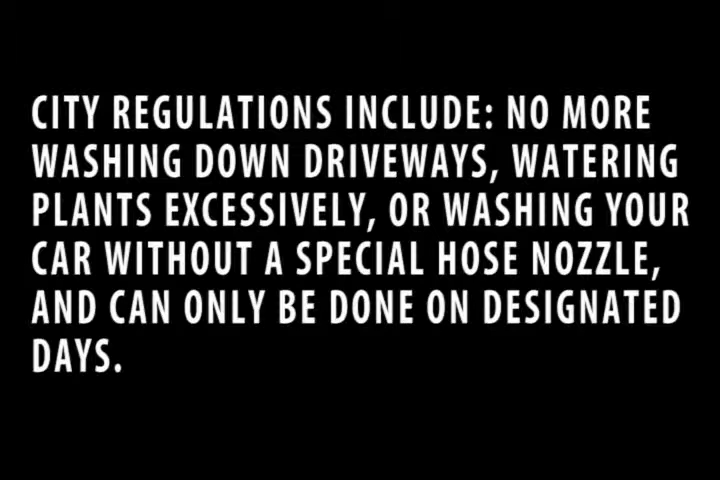 CITY REGULATIONS INCLUDE: NO MORE
WASHING DOWN DRIVEWAYS, WATERING
PLANTS EXCESSIVELY, OR WASHING YOUR
CAR WITHOUT A SPECIAL HOSE NOZZLE,
AND CAN ONLY BE DONE ON DESIGNATED
DAYS.